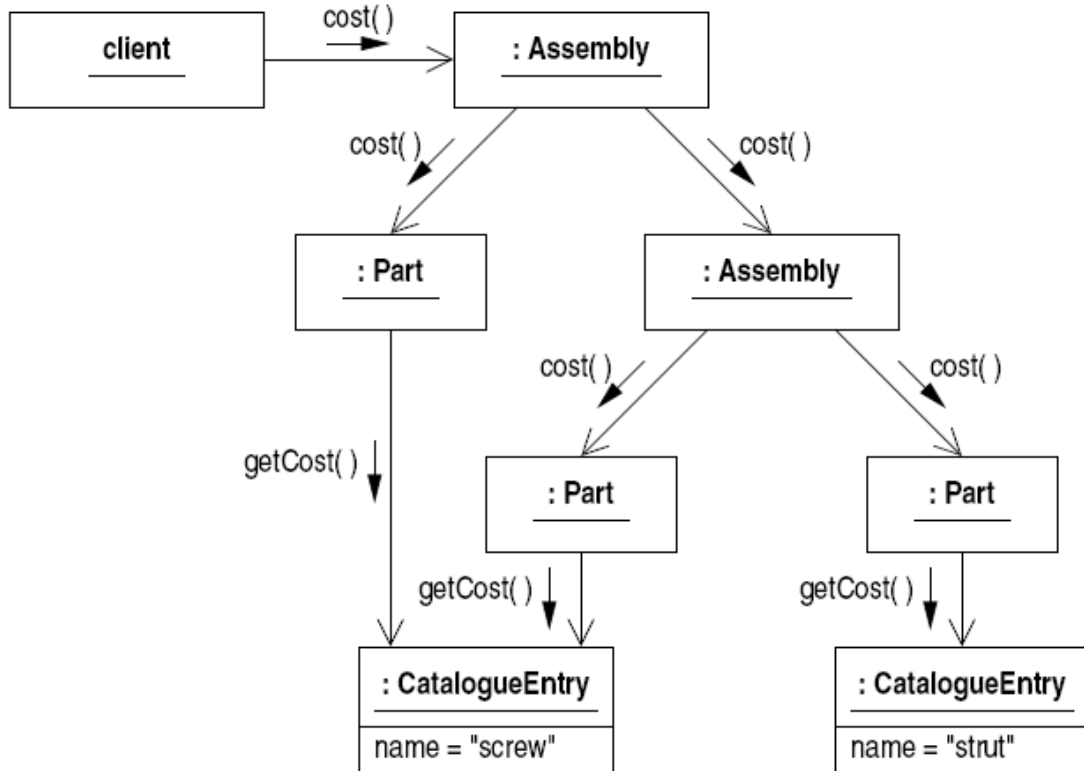 cost( )
client
: Assembly
cost( )
cost( )
: Part
: Assembly
cost( )
cost( )
getCost( )
: Part
: Part
getCost( )
getCost( )
: CatalogueEntry
: CatalogueEntry
name = "screw"
name = "strut"